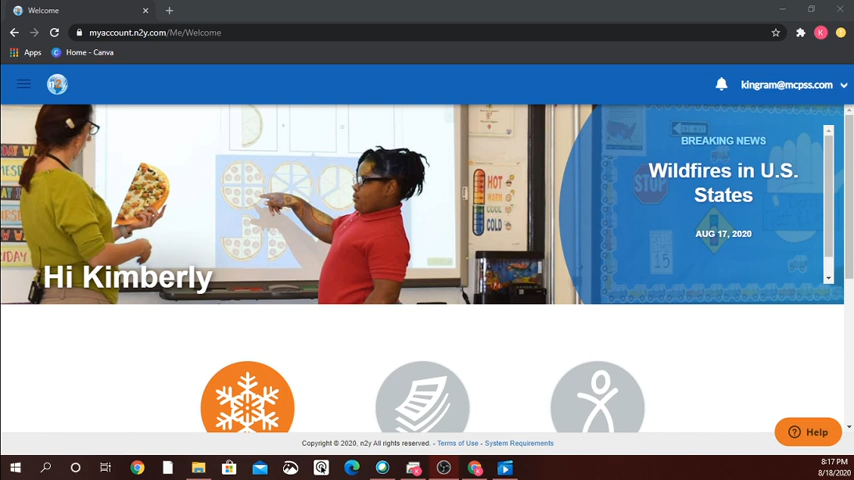 Welcome
myaccount.n2y.com/Me/Welcome
K
Apps
Home - Canva
n2y
kingram@mcpss.com
BREAKING NEWS
Wildfires in U.S.
States
AUG 17, 2020
HOT
WARM
COLD
STOP
15
Hi Kimberly
Copyright © 2020, n2y All rights reserved. - Terms of Use - System Requirements
Help
8:17 PM
8/18/2020